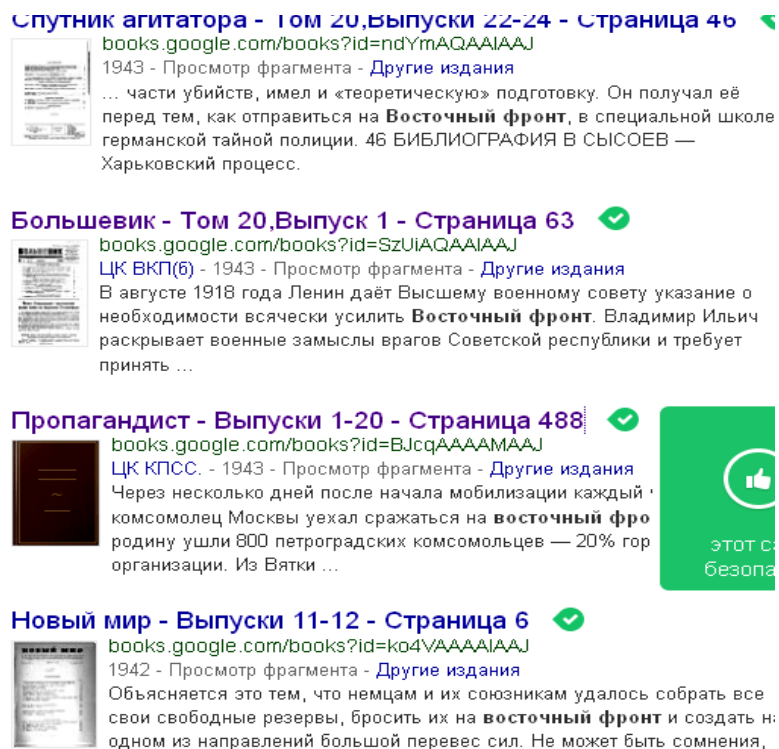 Спутник агитатора - Том 20,Выпуски 22-24 - Страница 46
books.google.com/books?id=ndYmAQAAIAAJ
1943 - Просмотр фрагмента - Другие издания
... части убийств, имел и «теоретическую» подготовку. Он получал её
перед тем, как отправиться на Восточный фронт, в специальной школе
германской тайной полиции. 46 БИБЛИОГРАФИЯ В СЫСОЕВ —
Харьковский процесс.
Большевик - Том 20,Выпуск 1 - Страница 63
books.google.com/books?id=SzUiAQAAIAAJ
ЦК ВКП(б) - 1943 - Просмотр фрагмента - Другие издания
В августе 1918 года Ленин даёт Высшему военному совету указание о
необходимости всячески усилить Восточный фронт. Владимир Ильич
раскрывает военные замыслы врагов Советской республики и требует
принять ...
Пропагандист - Выпуски 1-20 - Страница 488
books.google.com/books?id=BJcqAAAAMAAJ
ЦК КПСС. - 1943 - Просмотр фрагмента - Другие издания
Через несколько дней после начала мобилизации каждый
комсомолец Москвы уехал сражаться на восточный фро
родину ушли 800 петроградских комсомольцев — 20% гор
организации. Из Вятки ...
этот са
безопа
Новый мир - Выпуски 11-12 - Страница 6
books.google.com/books?id=ko4VAAAAIAAJ
1942 - Просмотр фрагмента - Другие издания
Объясняется это тем, что немцам и их союзникам удалось собрать все
свои свободные резервы, бросить их на восточный фронт и создать на
одном из направлений большой перевес сил. Не может быть сомнения,